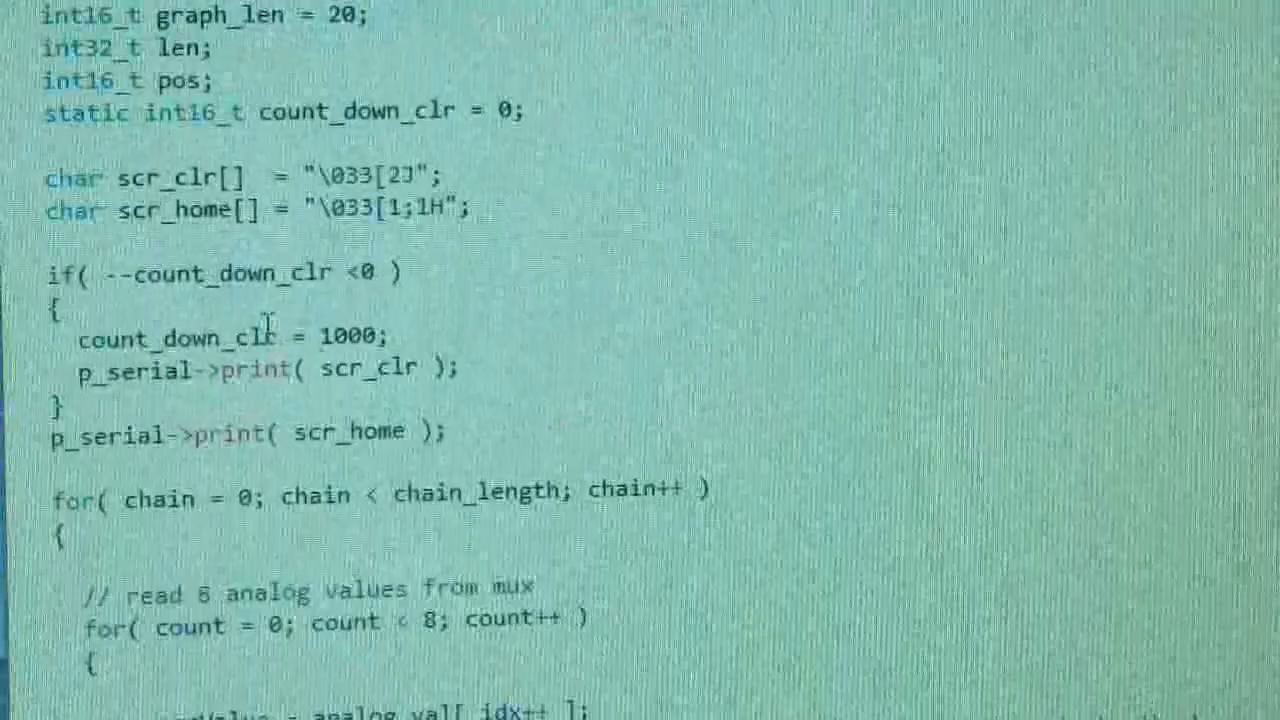 int16_t graph_len = 20;
int32_t len;
int16_t pos;
static int16_t count_down_clr = 0;
char scr_clr[]  = "\033[2J";
char scr_home[] = "\033[1;1H";
if( --count_down_clr <0 )
{
count_down_clr = 1000;
p_serial->print( scr_clr );
}
p_serial->print( scr_home );
for( chain = 0; chain < chain_length; chain++ )
{
// read 8 analog values from mux
for( count = 0; count < 8; count++ )
{
= analog_val[ idx++ ];